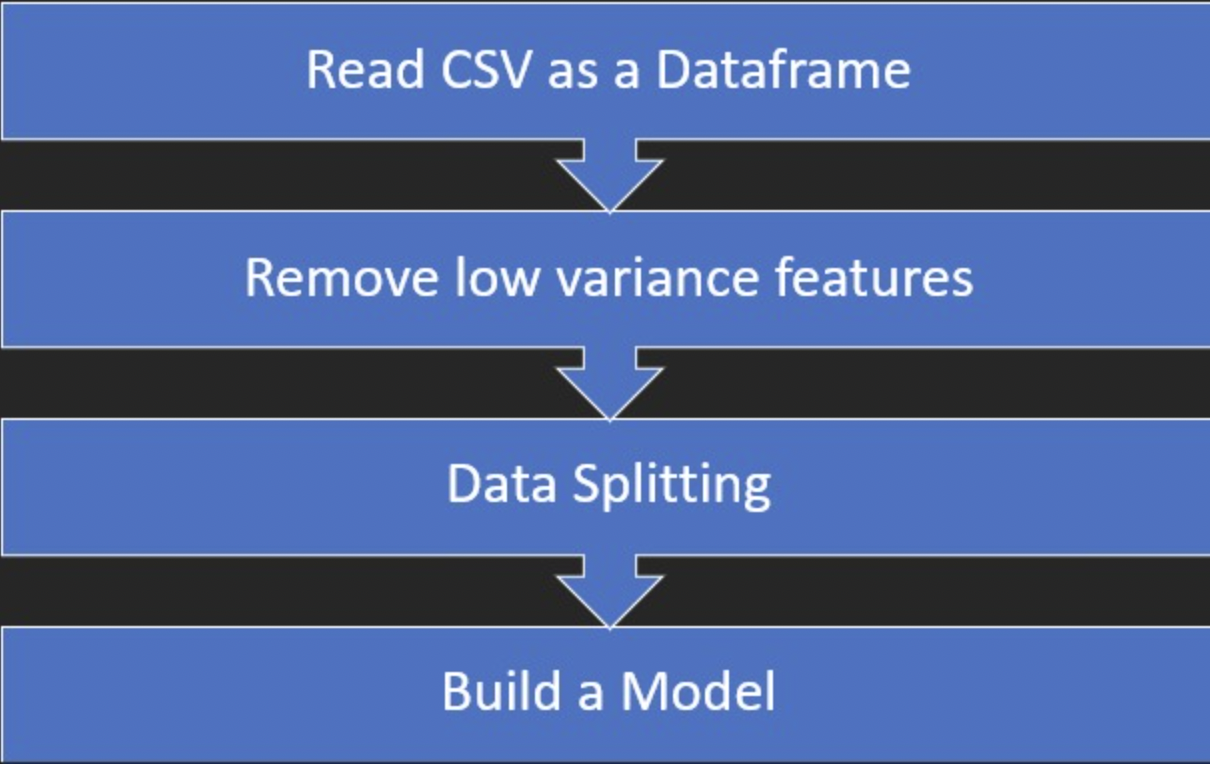 Read CSV as a Dataframe
Remove low variance features
Data Splitting
Build a Model